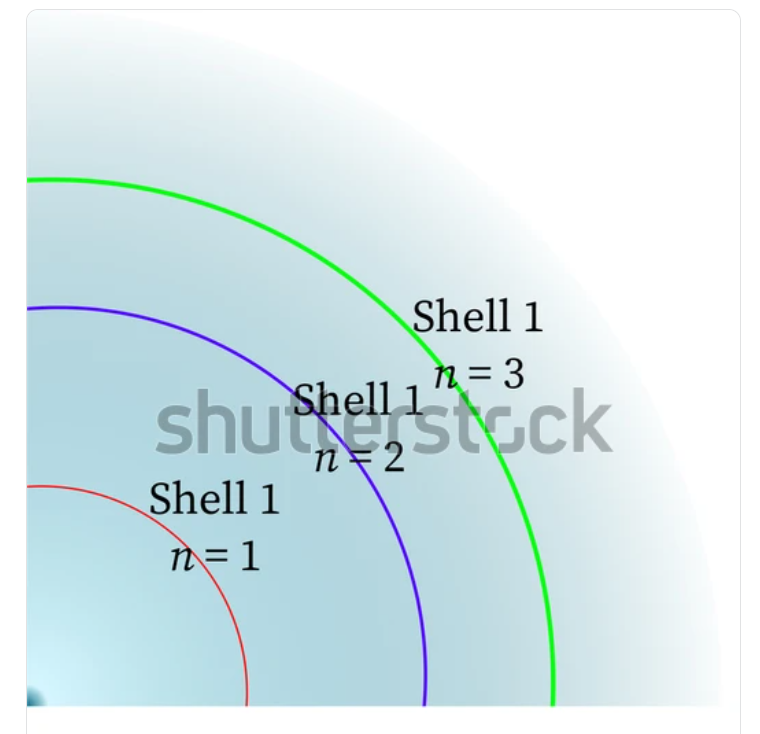 Shell 1
n = 3
Shell 1
n = 2
shutterstock
Shell 1
n = 1